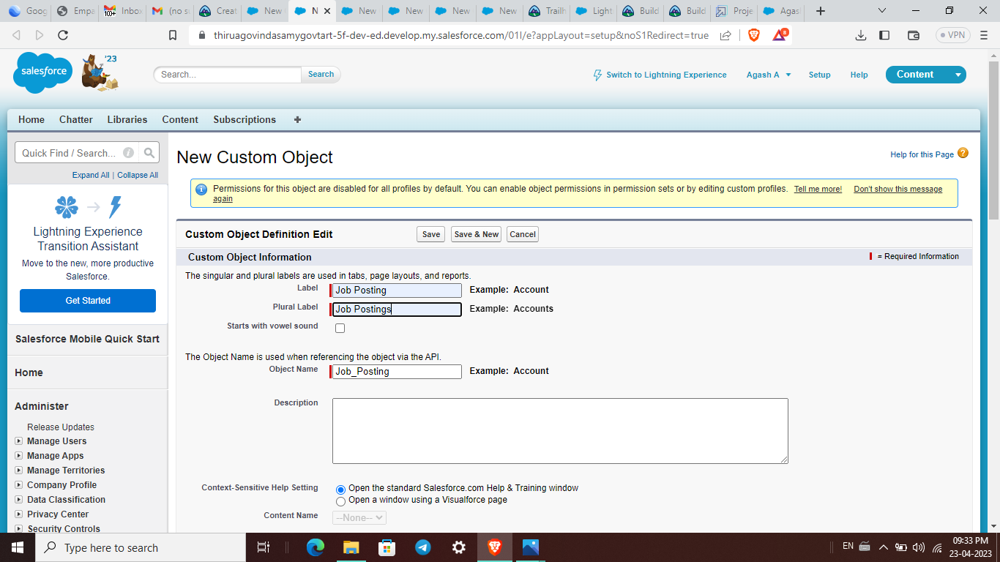 Goog
Empa
100+ Inbox
(no su
Creat
New
N
New
New
New
New
Trailh
Light
Build
Build
Proje
Agas
thiruagovindasamygovtart-5f-dev-ed.develop.my.salesforce.com/01I/e?appLayout=setup&noS1Redirect=true
8
VPN
salesforce
'23
Search...
Search
Switch to Lightning Experience
Agash A
Setup
Help
Content
Home Chatter Libraries Content Subscriptions
Quick Find / Search...
Expand All | Collapse All
Lightning Experience
Transition Assistant
Move to the new, more productive
Salesforce.
Get Started
Salesforce Mobile Quick Start
Home
Administer
Release Updates
Manage Users
Manage Apps
Manage Territories
Company Profile
Data Classification
Privacy Center
Security Controls
New Custom Object
Help for this Page
Permissions for this object are disabled for all profiles by default. You can enable object permissions in permission sets or by editing custom profiles. Tell me more! Don't show this message
again
Custom Object Definition Edit Save Save & New Cancel
Custom Object Information = Required Information
The singular and plural labels are used in tabs, page layouts, and reports.
Label Job Posting Example: Account
Plural Label Job Postings Example: Accounts
Starts with vowel sound
The Object Name is used when referencing the object via the API.
Object Name Job_Posting Example: Account
Description
Context-Sensitive Help Setting Open the standard Salesforce.com Help & Training window
Open a window using a Visualforce page
Content Name --None--
Type here to search
EN
09:33 PM
23-04-2023